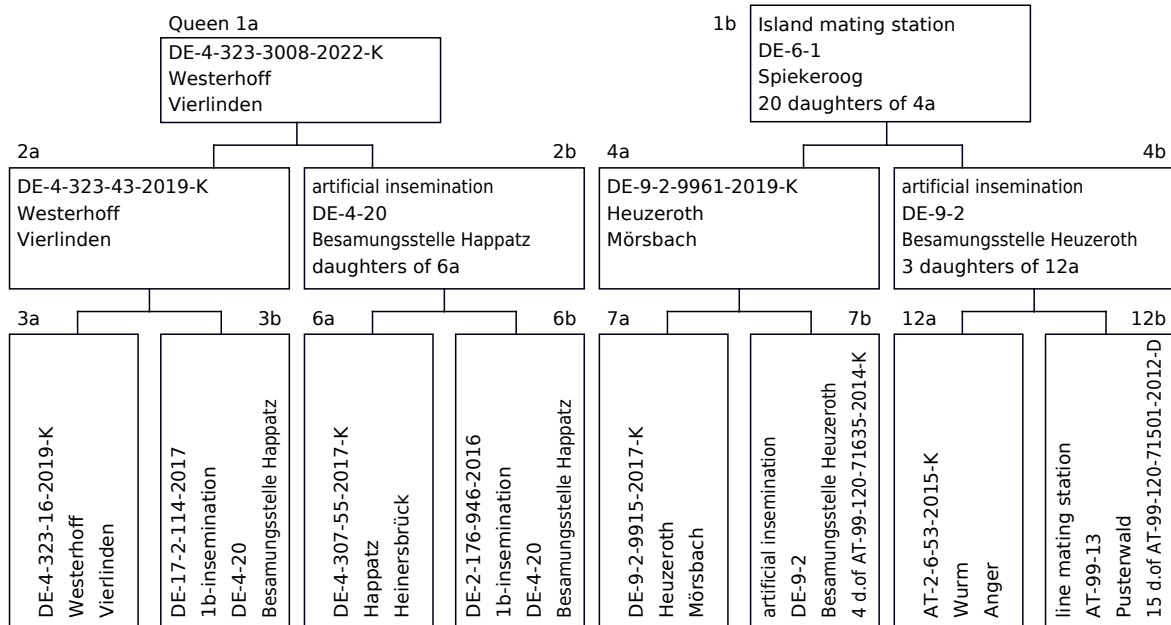 Queen 1a
DE-4-323-3008-2022-K
Westerhoff
Vierlinden
1b
Island mating station
DE-6-1
Spiekeroog
20 daughters of 4a
2a
DE-4-323-43-2019-K
Westerhoff
Vierlinden
2b
artificial insemination
DE-4-20
Besamungsstelle Happatz
daughters of 6a
4a
DE-9-2-9961-2019-K
Heuzeroth
Mörsbach
4b
artificial insemination
DE-9-2
Besamungsstelle Heuzeroth
3 daughters of 12a
3a
DE-4-323-16-2019-K
Westerhoff
Vierlinden
3b
DE-17-2-114-2017
1b-insemination
DE-4-20
Besamungsstelle Happatz
6a
DE-4-307-55-2017-K
Happatz
Heinersbrück
6b
DE-2-176-946-2016
1b-insemination
DE-4-20
Besamungsstelle Happatz
7a
DE-9-2-9915-2017-K
Heuzeroth
Mörsbach
7b
artificial insemination
DE-9-2
Besamungsstelle Heuzeroth
4 d.of AT-99-120-71635-2014-K
12a
AT-2-6-53-2015-K
Wurm
Anger
12b
line mating station
AT-99-13
Pusterwald
15 d.of AT-99-120-71501-2012-D